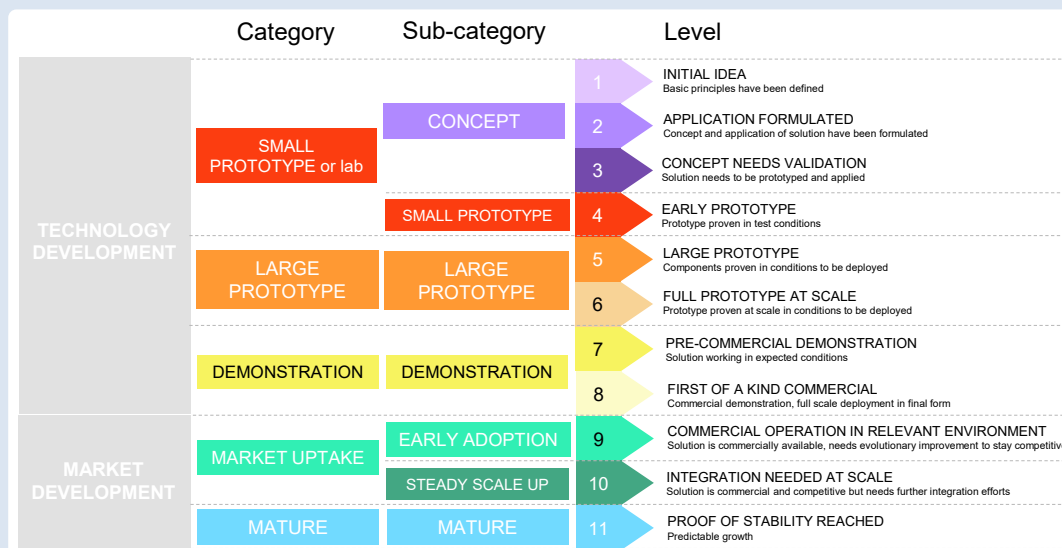 Category
Sub-category
Level
TECHNOLOGY
DEVELOPMENT
SMALL
PROTOTYPE or lab
CONCEPT
1
INITIAL IDEA
Basic principles have been defined
2
APPLICATION FORMULATED
Concept and application of solution have been formulated
3
CONCEPT NEEDS VALIDATION
Solution needs to be prototyped and applied
SMALL PROTOTYPE
4
EARLY PROTOTYPE
Prototype proven in test conditions
LARGE
PROTOTYPE
LARGE
PROTOTYPE
5
LARGE PROTOTYPE
Components proven in conditions to be deployed
6
FULL PROTOTYPE AT SCALE
Prototype proven at scale in conditions to be deployed
DEMONSTRATION
DEMONSTRATION
7
PRE-COMMERCIAL DEMONSTRATION
Solution working in expected conditions
8
FIRST OF A KIND COMMERCIAL
Commercial demonstration, full scale deployment in final form
MARKET
DEVELOPMENT
MARKET UPTAKE
EARLY ADOPTION
9
COMMERCIAL OPERATION IN RELEVANT ENVIRONMENT
Solution is commercially available, needs evolutionary improvement to stay competitive
STEADY SCALE UP
10
INTEGRATION NEEDED AT SCALE
Solution is commercial and competitive but needs further integration efforts
MATURE
MATURE
11
PROOF OF STABILITY REACHED
Predictable growth